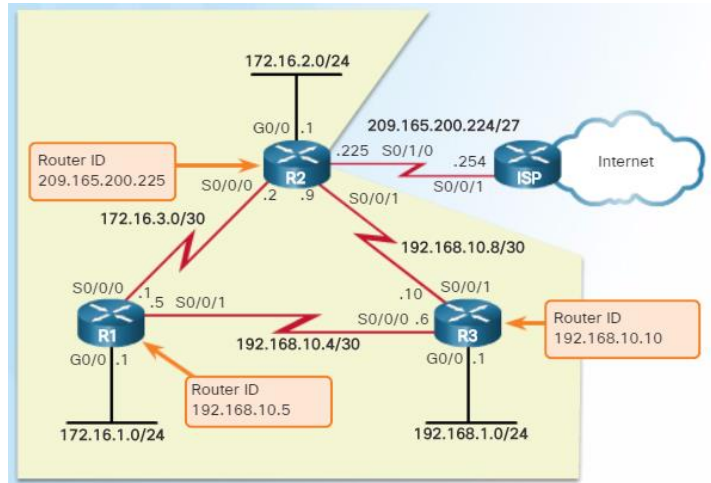 172.16.2.0/24
G0/0 .1
209.165.200.224/27
Router ID
209.165.200.225
.225 S0/1/0
.254
Internet
R2
ISP
S0/0/0
S0/0/1
.2 .9
S0/0/1
172.16.3.0/30
192.168.10.8/30
S0/0/0
.1
.5 S0/0/1
.10 S0/0/1
R1
S0/0/0 .6
R3
Router ID
192.168.10.10
192.168.10.4/30
G0/0 .1
G0/0 .1
Router ID
192.168.10.5
172.16.1.0/24
192.168.1.0/24